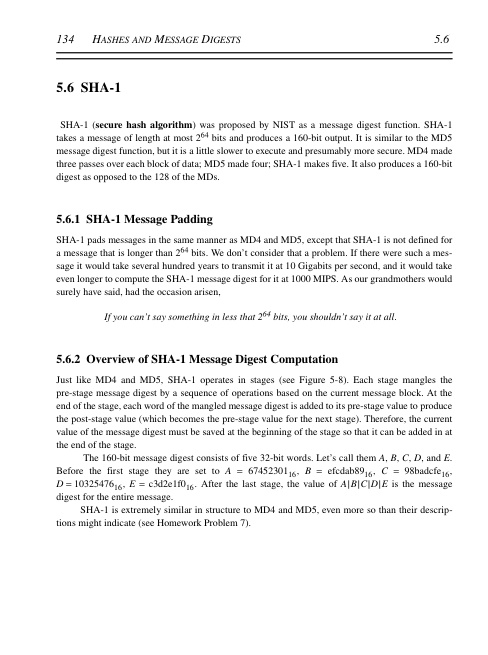 134 HASHES AND MESSAGE DIGESTS 5.6
5.6 SHA-1
SHA-1 (secure hash algorithm) was proposed by NIST as a message digest function. SHA-1
takes a message of length at most 2^64 bits and produces a 160-bit output. It is similar to the MD5
message digest function, but it is a little slower to execute and presumably more secure. MD4 made
three passes over each block of data; MD5 made four; SHA-1 makes five. It also produces a 160-bit
digest as opposed to the 128 of the MDs.
5.6.1 SHA-1 Message Padding
SHA-1 pads messages in the same manner as MD4 and MD5, except that SHA-1 is not defined for
a message that is longer than 2^64 bits. We don't consider that a problem. If there were such a mes-
sage it would take several hundred years to transmit it at 10 Gigabits per second, and it would take
even longer to compute the SHA-1 message digest for it at 1000 MIPS. As our grandmothers would
surely have said, had the occasion arisen,
If you can't say something in less that 2^64 bits, you shouldn't say it at all.
5.6.2 Overview of SHA-1 Message Digest Computation
Just like MD4 and MD5, SHA-1 operates in stages (see Figure 5-8). Each stage mangles the
pre-stage message digest by a sequence of operations based on the current message block. At the
end of the stage, each word of the mangled message digest is added to its pre-stage value to produce
the post-stage value (which becomes the pre-stage value for the next stage). Therefore, the current
value of the message digest must be saved at the beginning of the stage so that it can be added in at
the end of the stage.
The 160-bit message digest consists of five 32-bit words. Let's call them A, B, C, D, and E.
Before the first stage they are set to A = 67452301_16, B = efcdab89_16, C = 98badcfe_16,
D = 10325476_16, E = c3d2e1f0_16. After the last stage, the value of A|B|C|D|E is the message
digest for the entire message.
SHA-1 is extremely similar in structure to MD4 and MD5, even more so than their descrip-
tions might indicate (see Homework Problem 7).